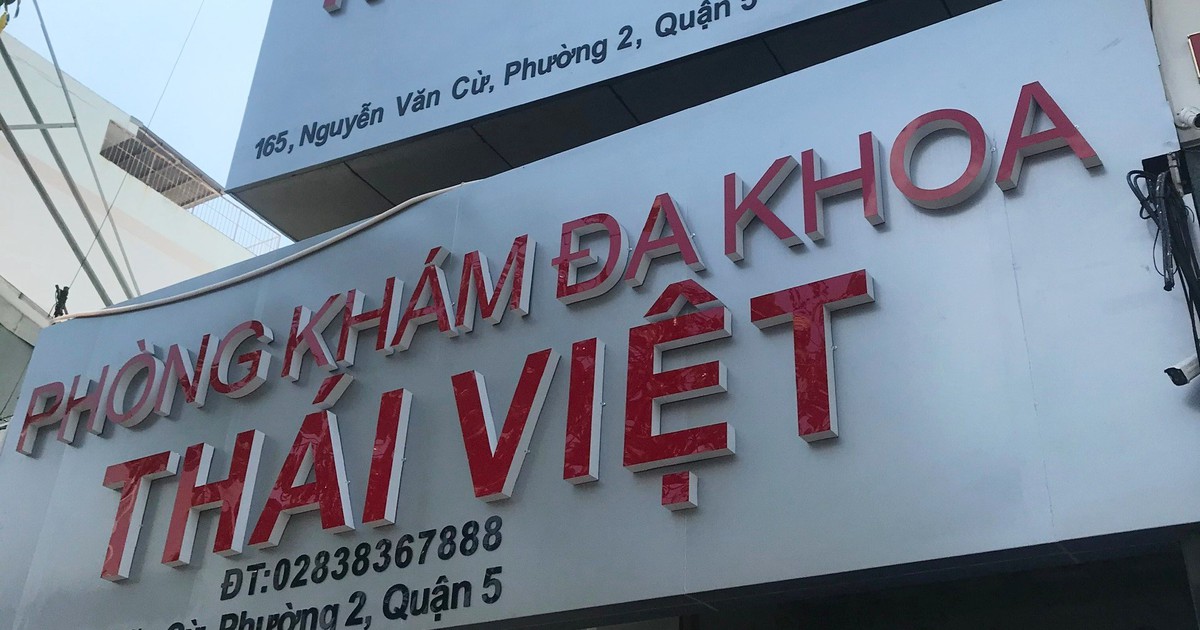 165, Nguyễn Văn Cừ, Phường 2, Quận 5
PHÒNG KHÁM ĐA KHOA
THÁI VIỆT
ĐT:02838367888
Cừ, Phường 2, Quận 5